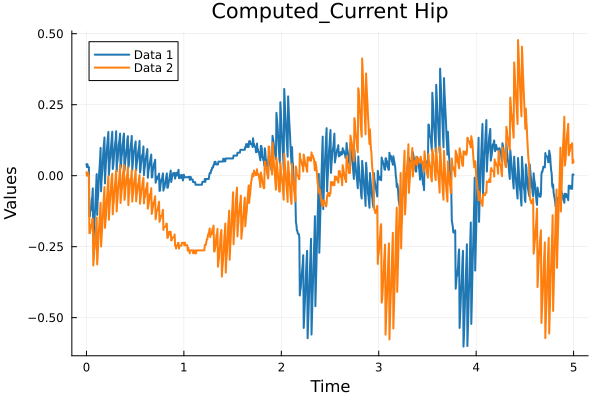 Computed_Current Hip
Data 1
Data 2
Values
0.50
0.25
0.00
−0.25
−0.50
0
1
2
3
4
5
Time